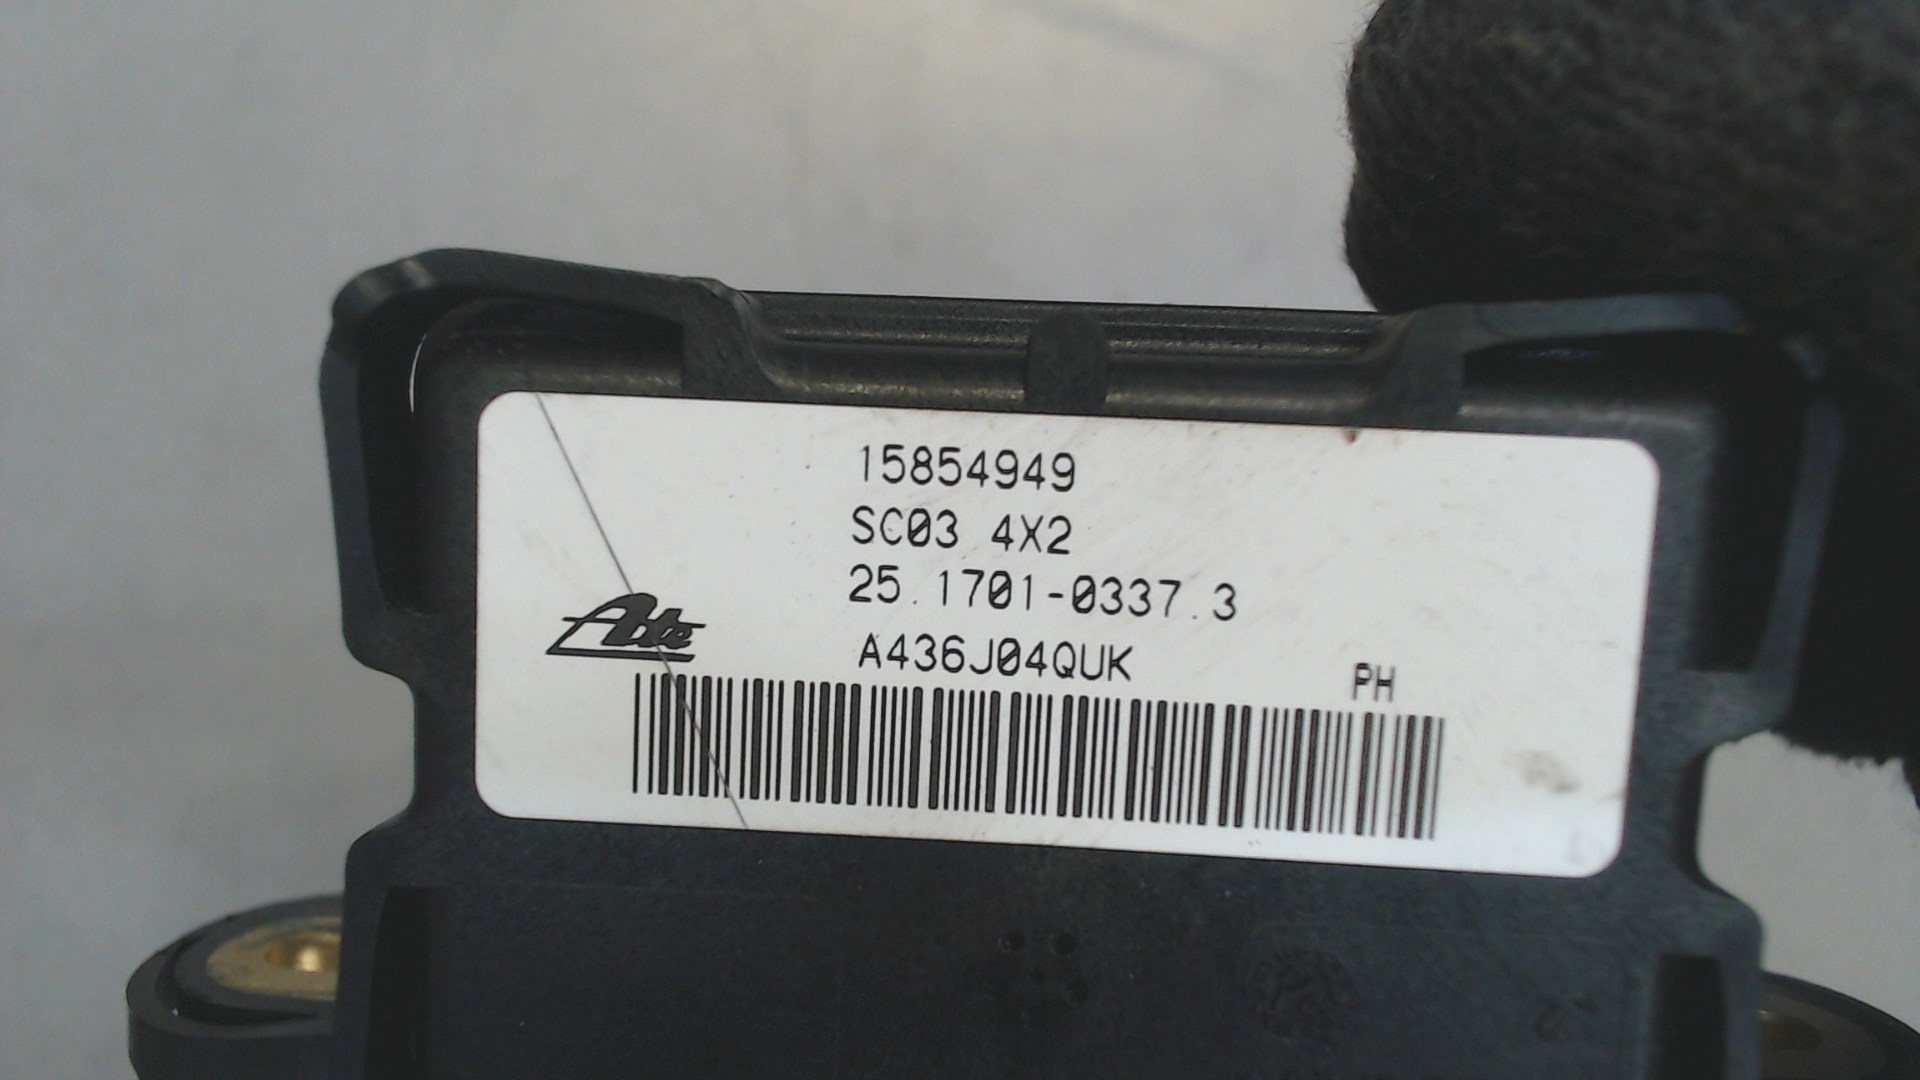 15854949
SC03 4X2
25.1701-0337.3
Ate
A436J04QUK
PH